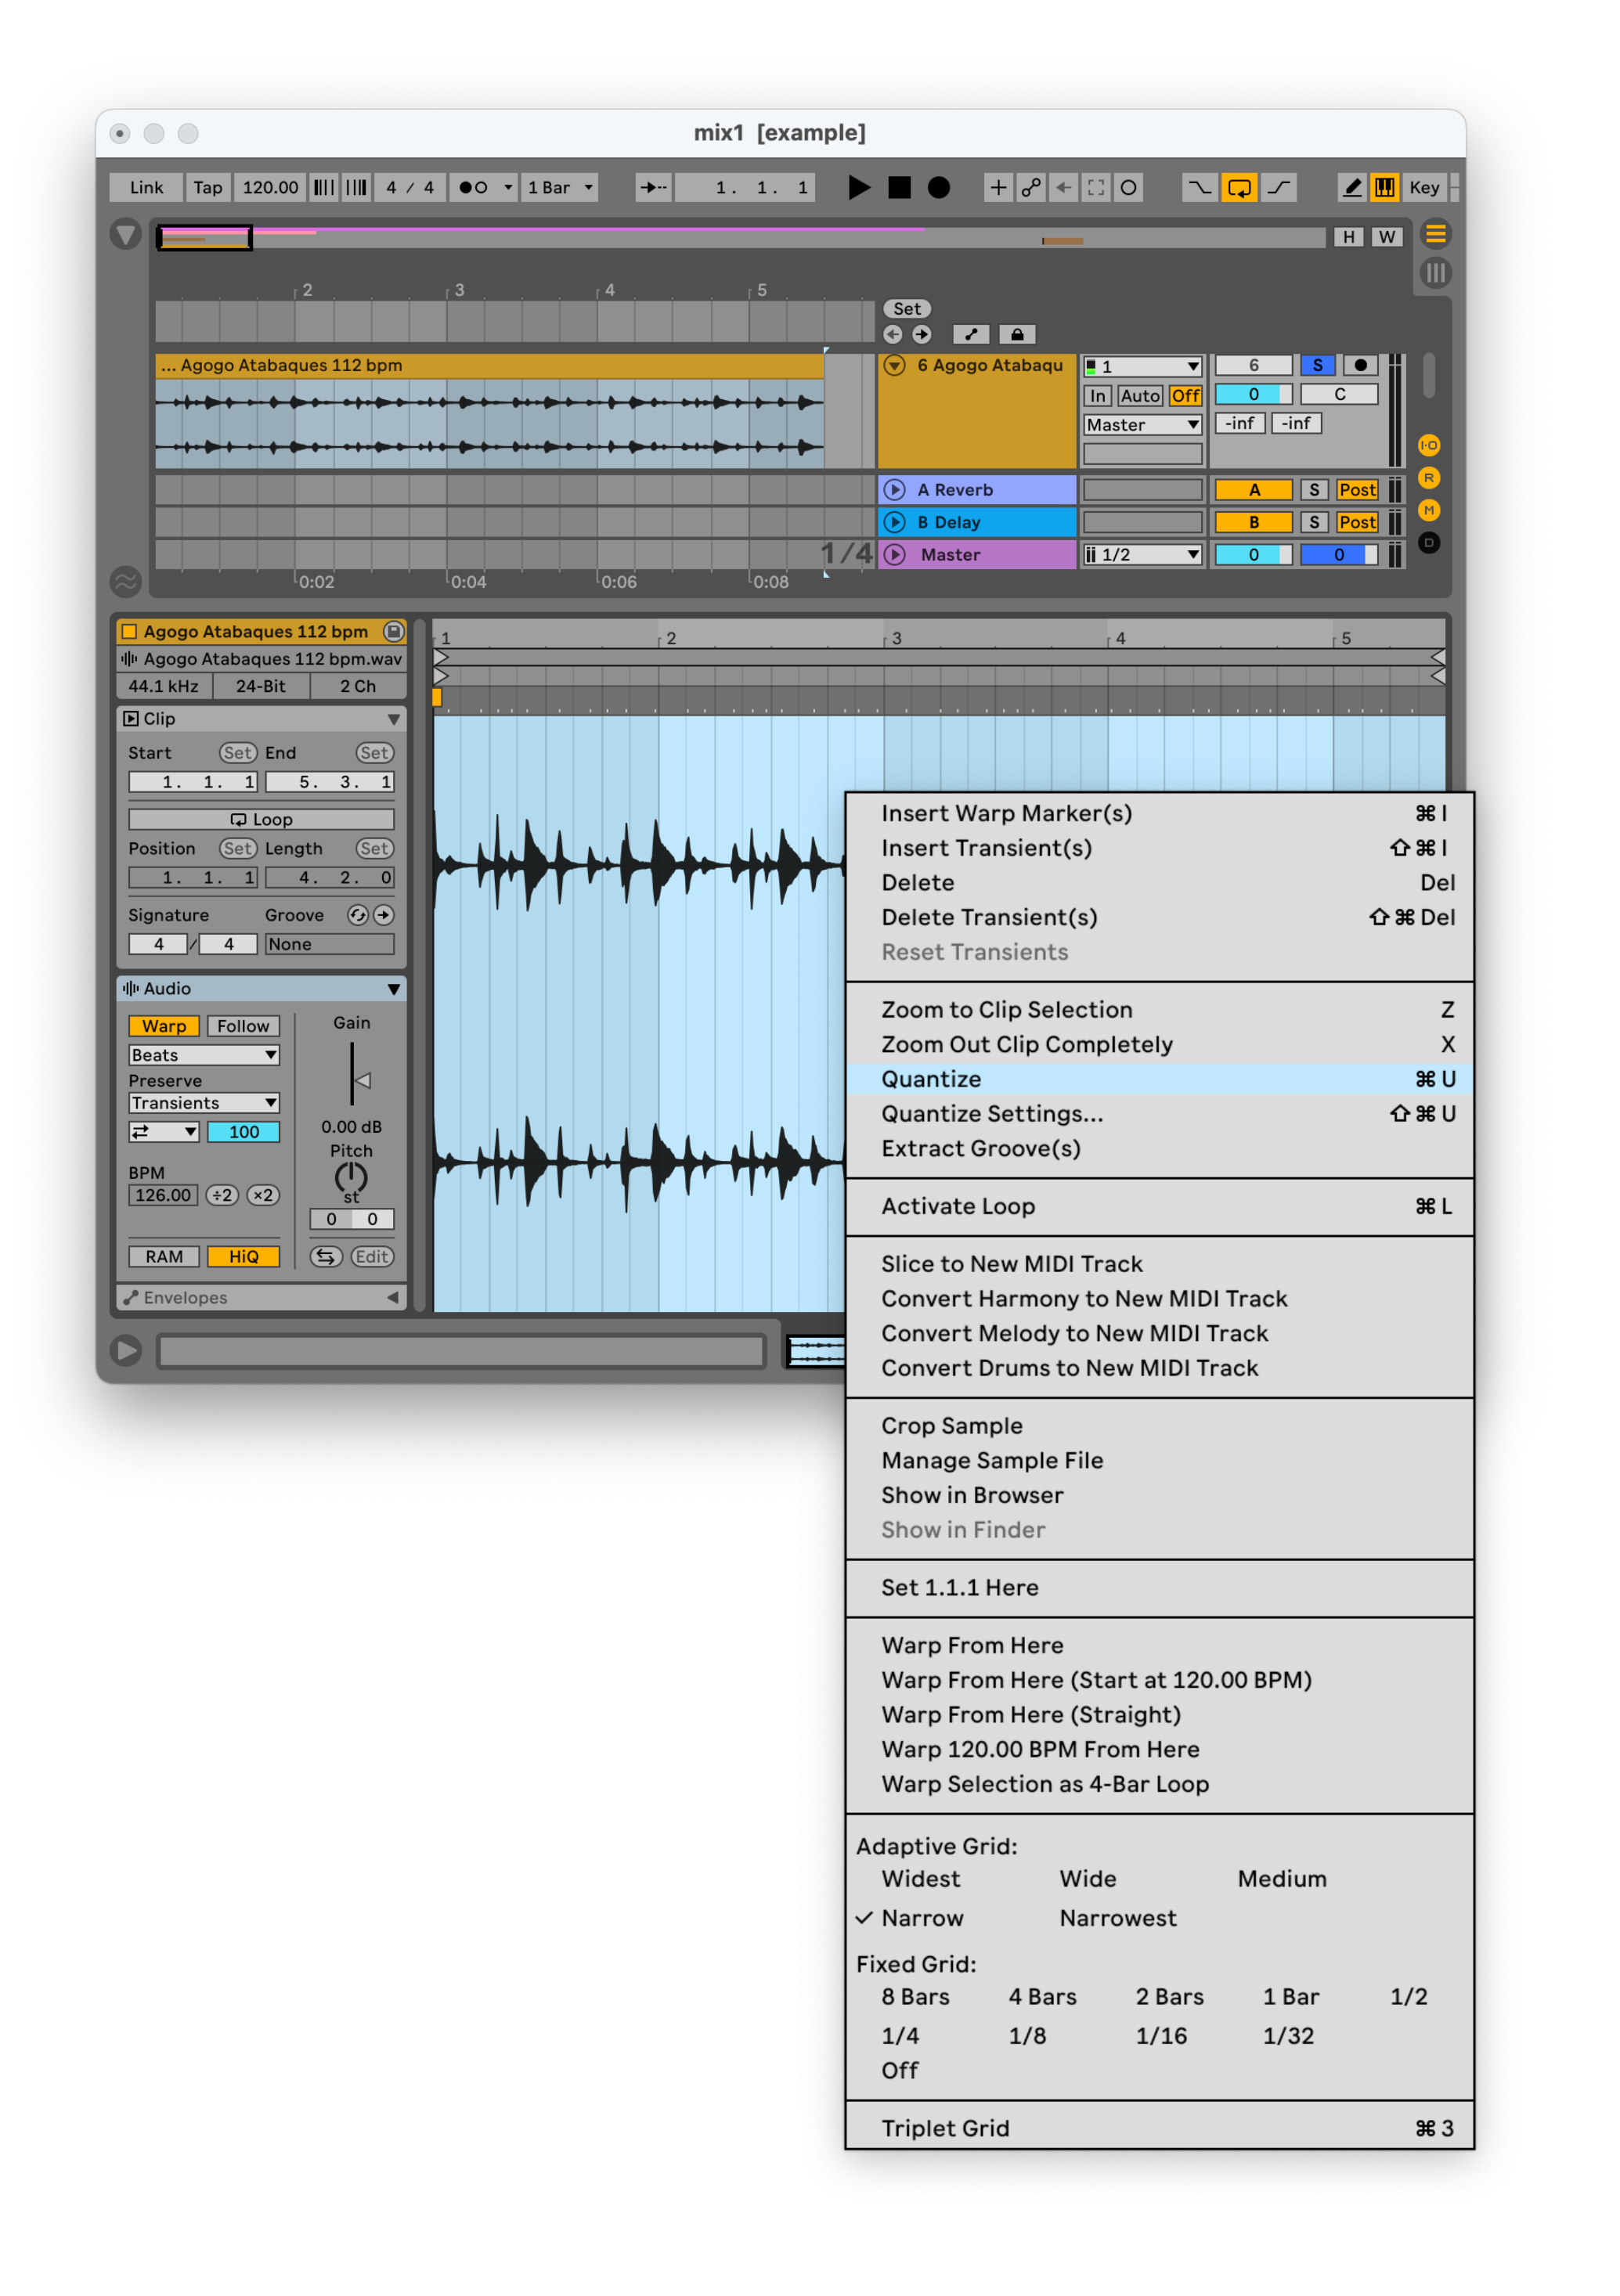 mix1 [example]
Link Tap 120.00 4 / 4 1 Bar 1. 1. 1 Key
H W
2 3 4 5
Set
... Agogo Atabaques 112 bpm 6 Agogo Atabaqu 1 6 S
In Auto Off 0 C
Master -inf -inf
I·O
A Reverb A S Post R
B Delay B S Post M
1/4 Master 1/2 0 0 D
0:02 0:04 0:06 0:08
Agogo Atabaques 112 bpm
Agogo Atabaques 112 bpm.wav
44.1 kHz 24-Bit 2 Ch
1 2 3 4 5
Clip
Start Set End Set
1. 1. 1 5. 3. 1
Loop
Position Set Length Set
1. 1. 1 4. 2. 0
Signature Groove
4 / 4 None
Audio
Warp Follow Gain
Beats
Preserve
Transients
100 0.00 dB
Pitch
BPM
126.00 ÷2 ×2 st
0 0
RAM HiQ Edit
Envelopes
Insert Warp Marker(s) ⌘ I
Insert Transient(s) ⇧ ⌘ I
Delete Del
Delete Transient(s) ⇧ ⌘ Del
Reset Transients
Zoom to Clip Selection Z
Zoom Out Clip Completely X
Quantize ⌘ U
Quantize Settings... ⇧ ⌘ U
Extract Groove(s)
Activate Loop ⌘ L
Slice to New MIDI Track
Convert Harmony to New MIDI Track
Convert Melody to New MIDI Track
Convert Drums to New MIDI Track
Crop Sample
Manage Sample File
Show in Browser
Show in Finder
Set 1.1.1 Here
Warp From Here
Warp From Here (Start at 120.00 BPM)
Warp From Here (Straight)
Warp 120.00 BPM From Here
Warp Selection as 4-Bar Loop
Adaptive Grid:
Widest Wide Medium
✓ Narrow Narrowest
Fixed Grid:
8 Bars 4 Bars 2 Bars 1 Bar 1/2
1/4 1/8 1/16 1/32
Off
Triplet Grid ⌘ 3